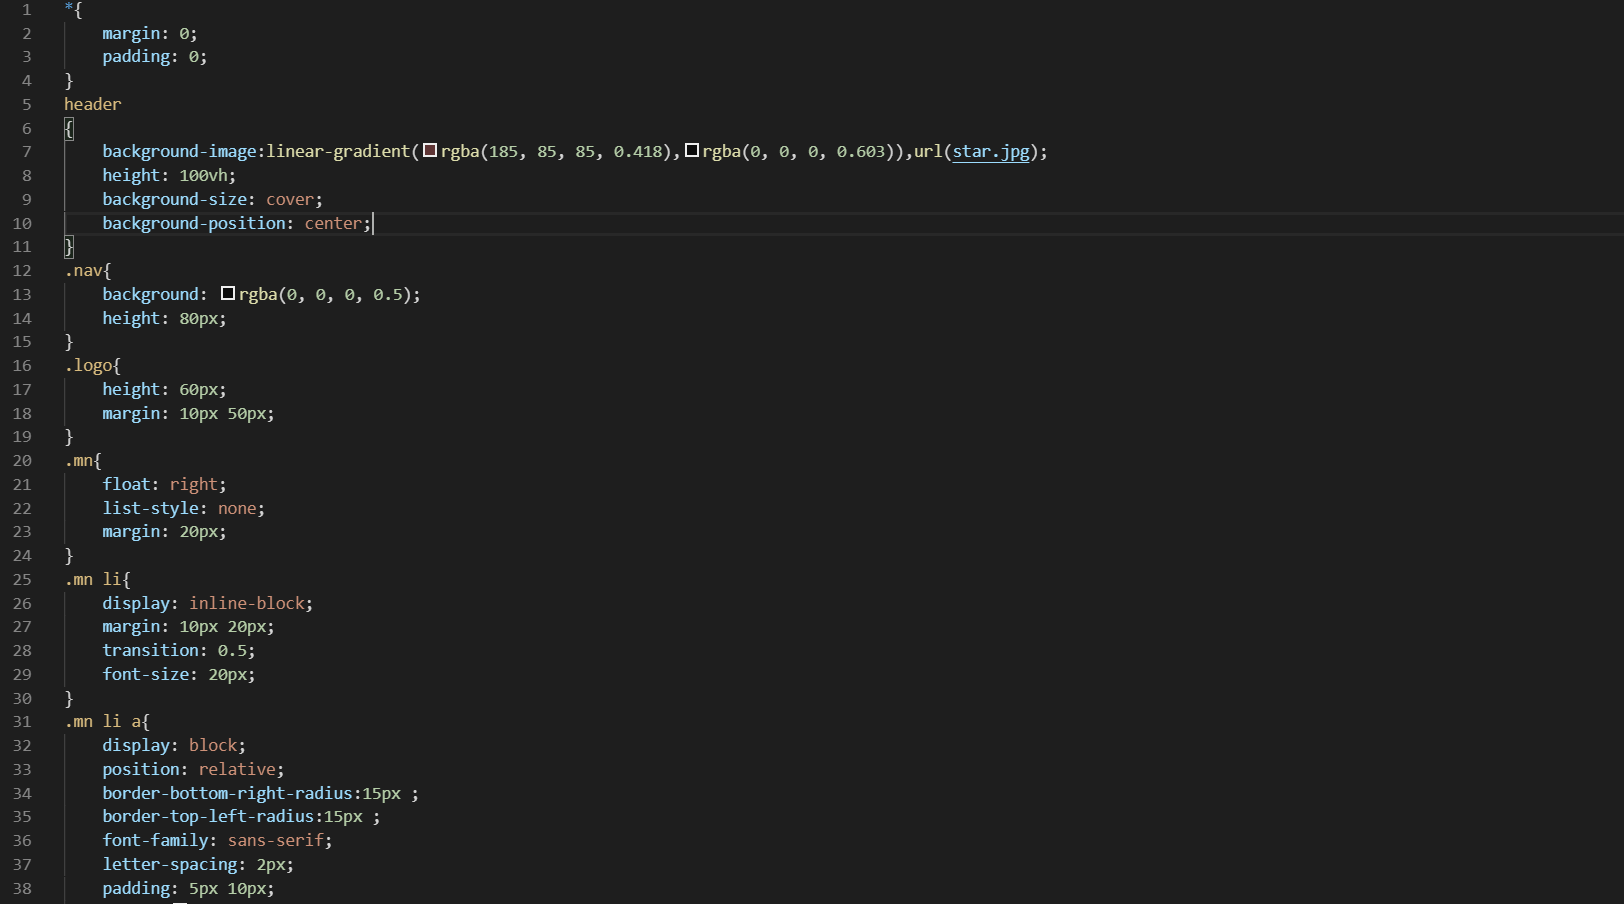 1 *{
2     margin: 0;
3     padding: 0;
4 }
5 header
6 {
7     background-image:linear-gradient(rgba(185, 85, 85, 0.418),rgba(0, 0, 0, 0.603)),url(star.jpg);
8     height: 100vh;
9     background-size: cover;
10     background-position: center;
11 }
12 .nav{
13     background: rgba(0, 0, 0, 0.5);
14     height: 80px;
15 }
16 .logo{
17     height: 60px;
18     margin: 10px 50px;
19 }
20 .mn{
21     float: right;
22     list-style: none;
23     margin: 20px;
24 }
25 .mn li{
26     display: inline-block;
27     margin: 10px 20px;
28     transition: 0.5;
29     font-size: 20px;
30 }
31 .mn li a{
32     display: block;
33     position: relative;
34     border-bottom-right-radius:15px ;
35     border-top-left-radius:15px ;
36     font-family: sans-serif;
37     letter-spacing: 2px;
38     padding: 5px 10px;